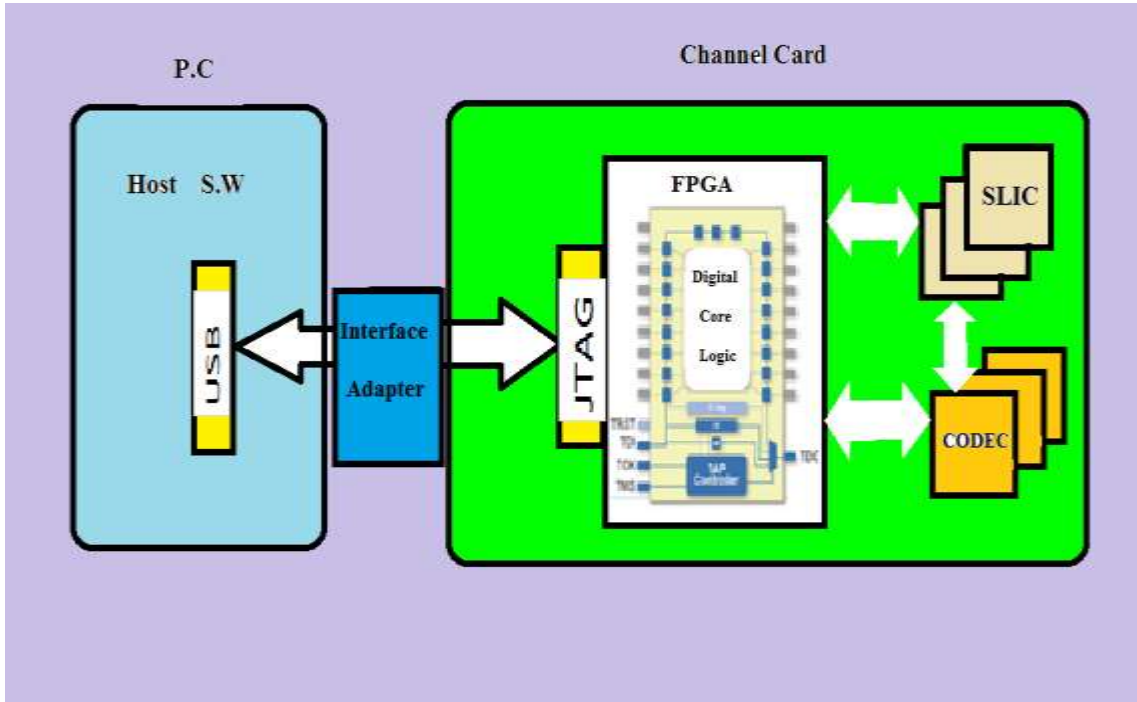 P.C
Channel Card
Host S.W
USB
Interface
Adapter
JTAG
FPGA
Digital
Core
Logic
TRST
TDI
TCK
TMS
TAP
Controller
TDO
SLIC
CODEC